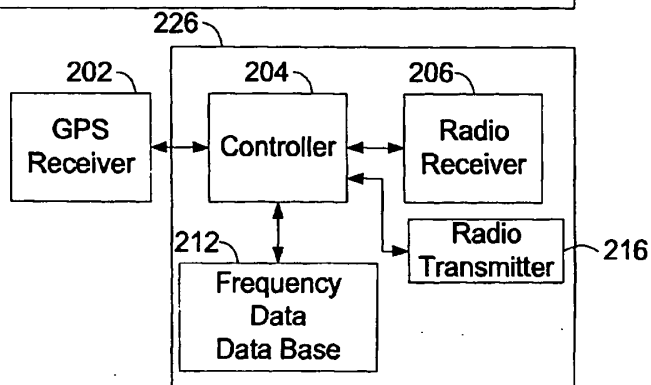 226
202
204
206
GPS
Receiver
Controller
Radio
Receiver
212
Radio
Transmitter
216
Frequency
Data
Data Base